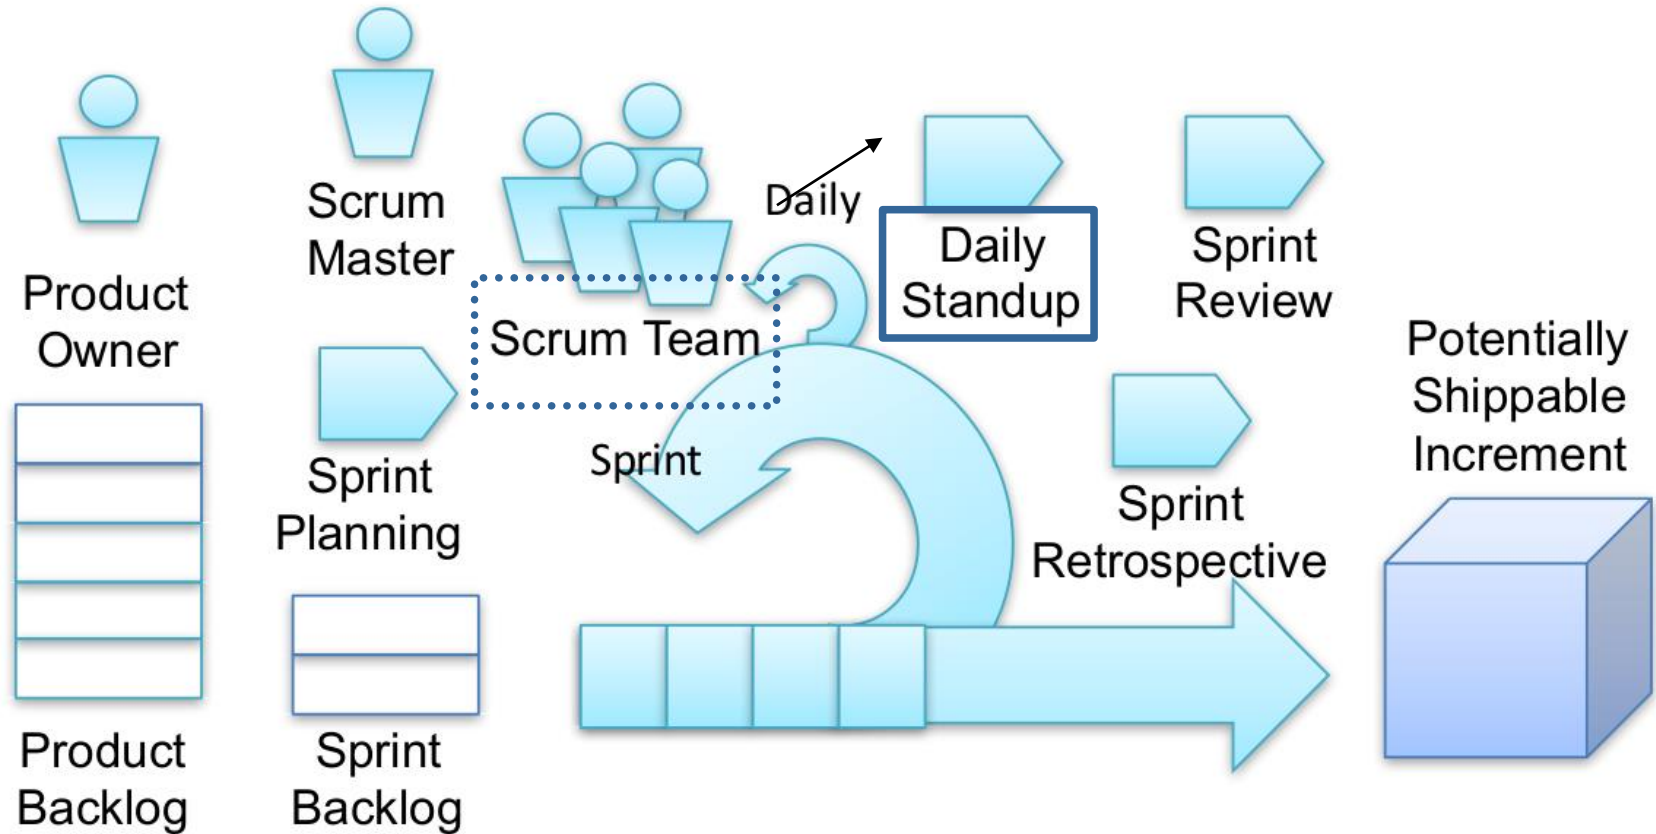 Product
Owner
Scrum
Master
Scrum Team
Daily
Daily
Standup
Sprint
Review
Sprint
Planning
Sprint
Sprint
Retrospective
Potentially
Shippable
Increment
Product
Backlog
Sprint
Backlog